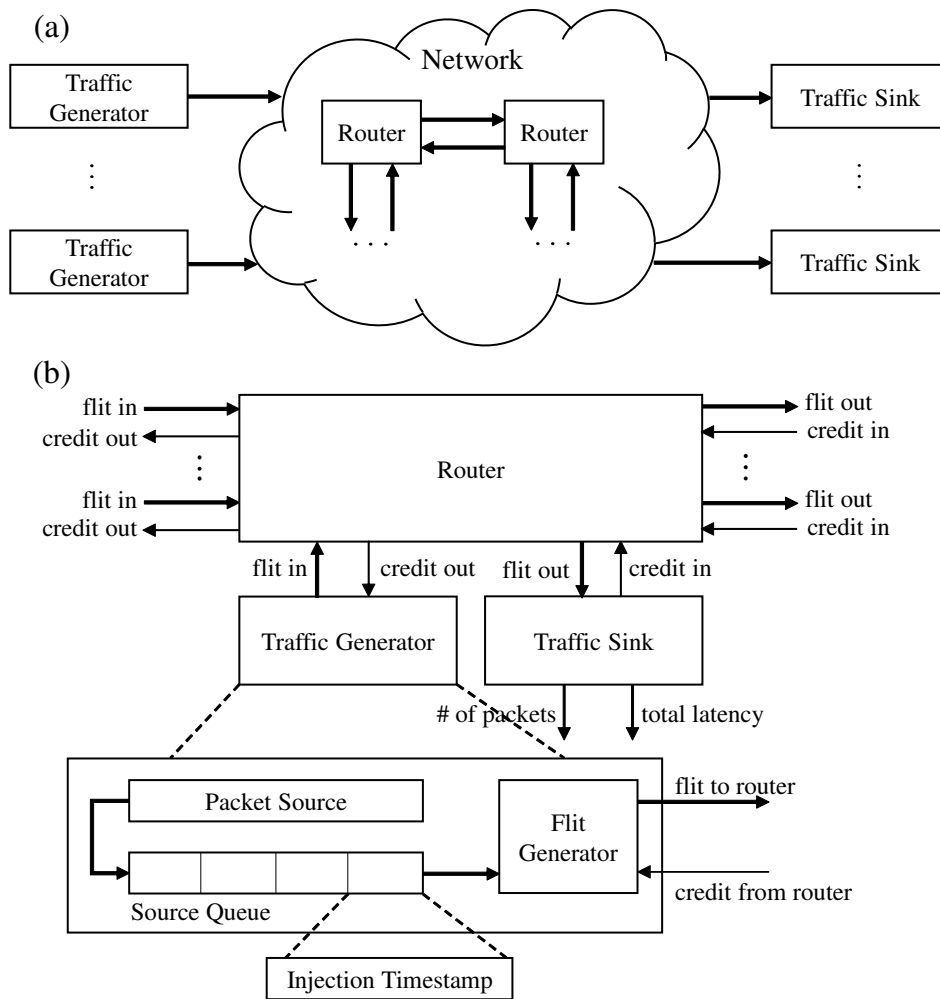 (a)
Network
Traffic
Generator
Router
Router
Traffic Sink
. . .
. . .
. . .
. . .
Traffic
Generator
Traffic Sink
(b)
flit in
credit out
. . .
flit in
credit out
Router
flit out
credit in
. . .
flit out
credit in
flit in
credit out
flit out
credit in
Traffic Generator
Traffic Sink
# of packets
total latency
Packet Source
Source Queue
Flit
Generator
flit to router
credit from router
Injection Timestamp